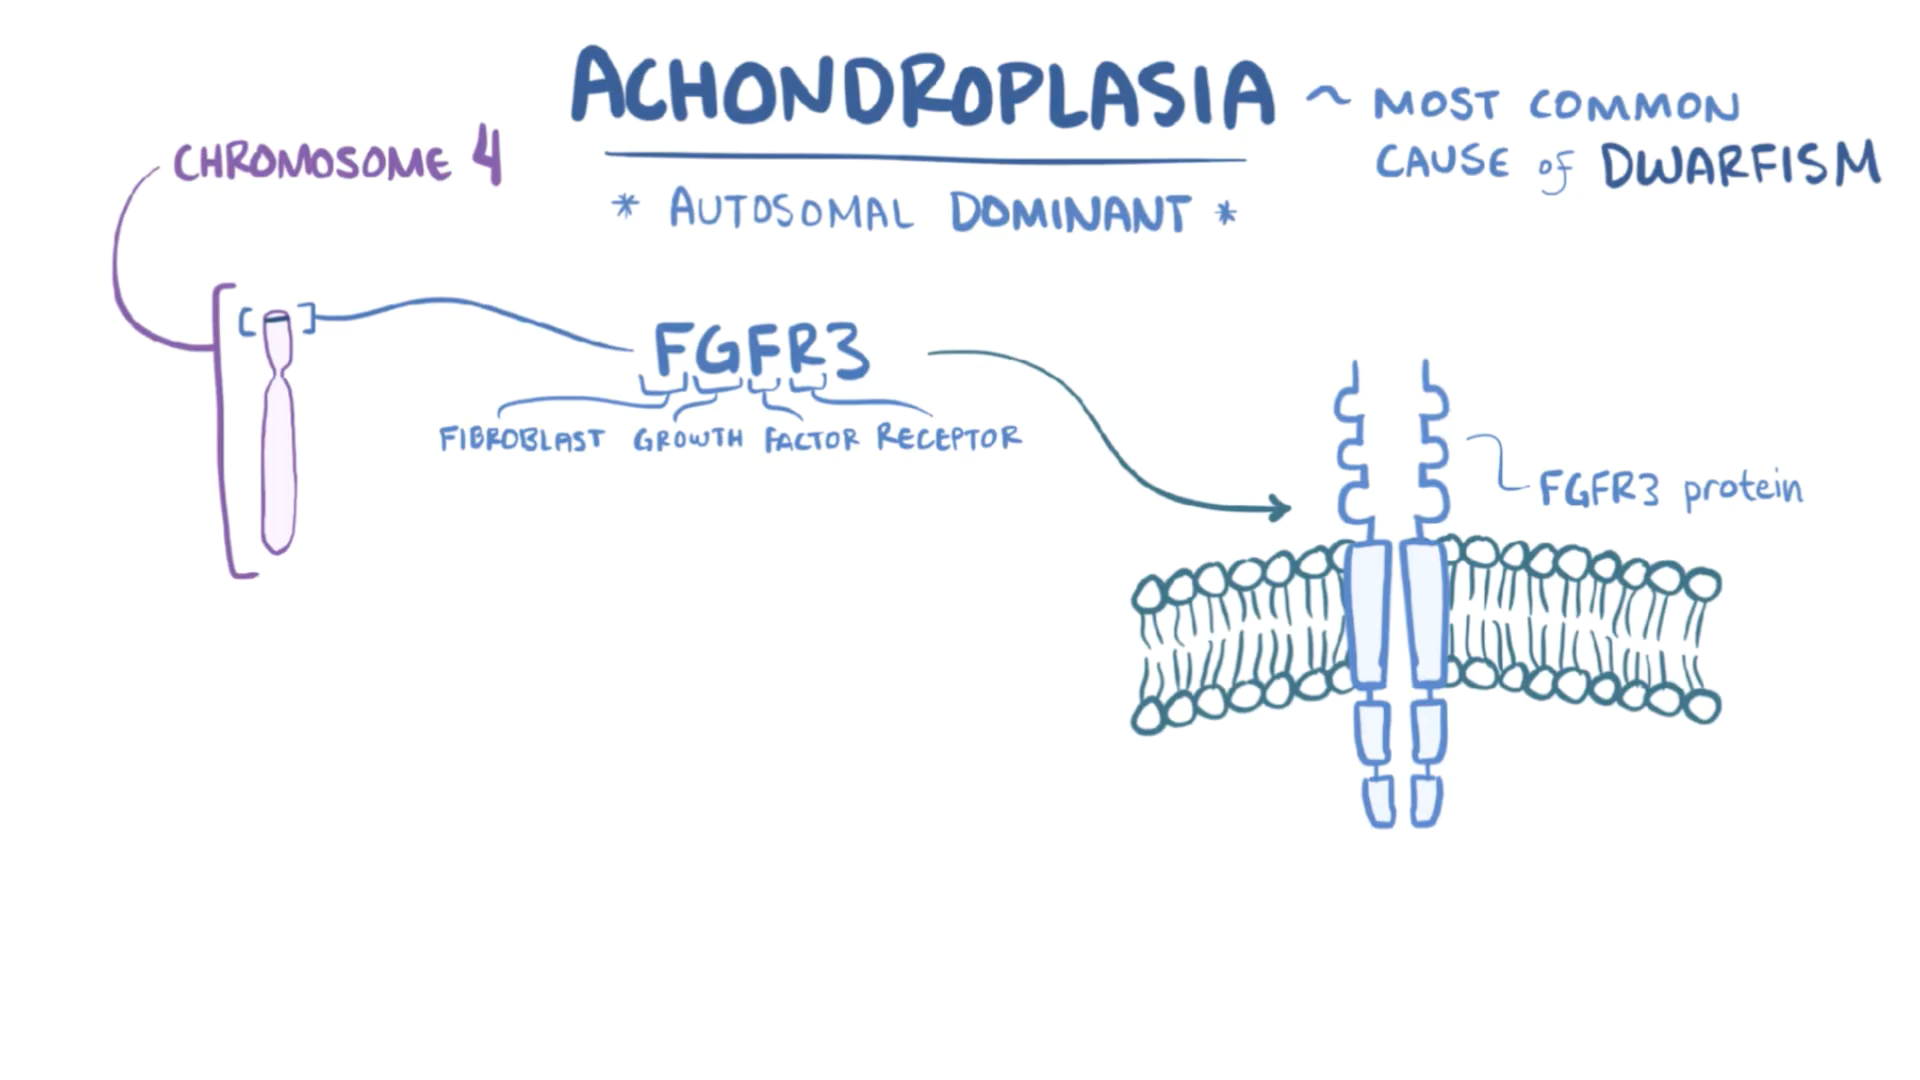 ACHONDROPLASIA ~ MOST COMMON
CAUSE of DWARFISM
CHROMOSOME 4
* AUTOSOMAL DOMINANT *
FGFR3
FIBROBLAST GROWTH FACTOR RECEPTOR
FGFR3 protein